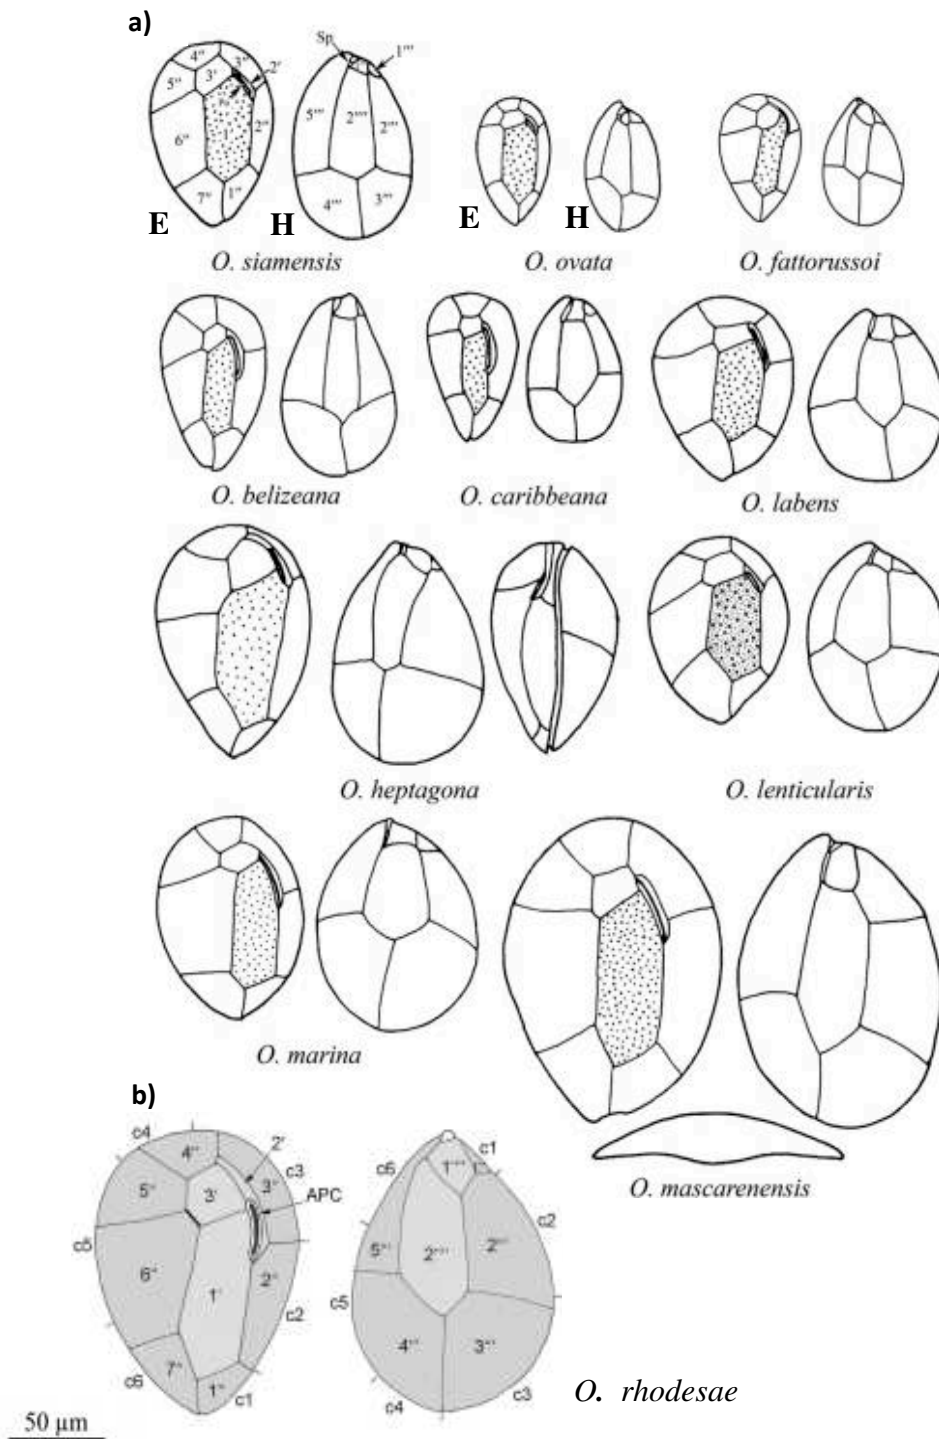 a)
Sp
1'''
4'' 3'' 2'
5'' 3'
Po
6'' 1 2''
7'' 1''
5''' 2'''' 2'''
4''' 3'''
E H
O. siamensis
E H
O. ovata
O. fattorussoi
O. belizeana
O. caribbeana
O. labens
O. heptagona
O. lenticularis
O. marina
O. mascarenensis
b)
c4 4'' 2' c3
5'' 3' 3'' APC
c5 6'' 1' 2'' c2
c6 7'' 1'' c1
c6 1'''' c1
c2
5''' 2'''' 2'''
c5 4''' 3'''
c4 c3
O. rhodesae
50 µm